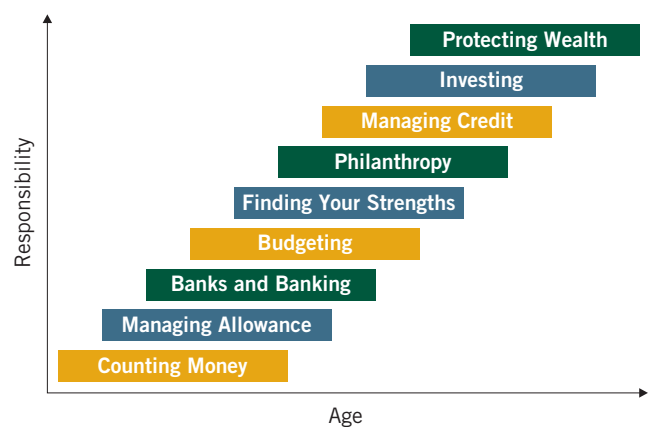 Protecting Wealth
Investing
Managing Credit
Philanthropy
Finding Your Strengths
Budgeting
Banks and Banking
Managing Allowance
Counting Money
Responsibility
Age